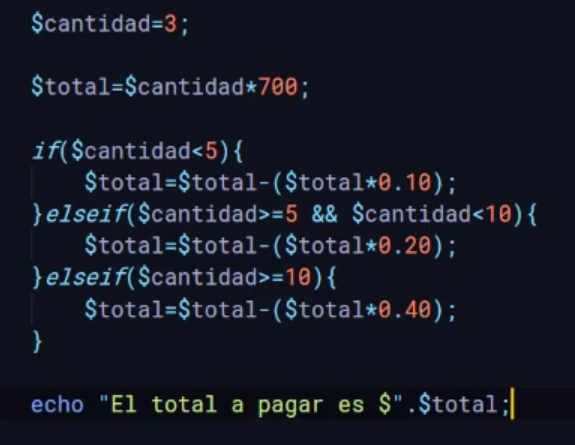 $cantidad=3;
$total=$cantidad*700;
if($cantidad<5){
$total=$total-($total*0.10);
}elseif($cantidad>=5 && $cantidad<10){
$total=$total-($total*0.20);
}elseif($cantidad>=10){
$total=$total-($total*0.40);
}
echo "El total a pagar es $".$total;